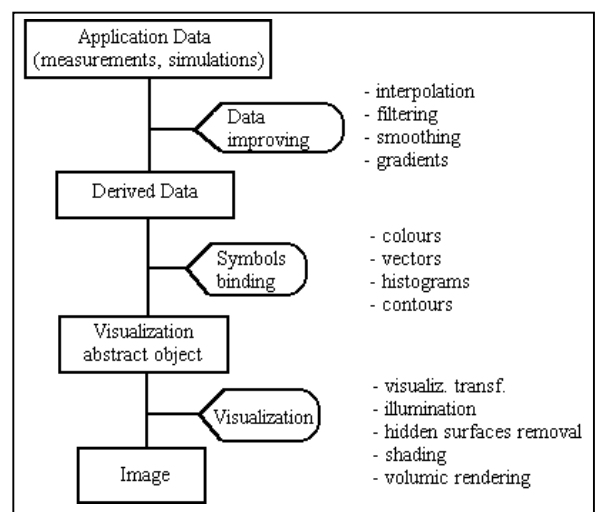 Application Data
(measurements, simulations)
Data
improving
- interpolation
- filtering
- smoothing
- gradients
Derived Data
Symbols
binding
- colours
- vectors
- histograms
- contours
Visualization
abstract object
Visualization
- visualiz. transf.
- illumination
- hidden surfaces removal
- shading
- volumic rendering
Image